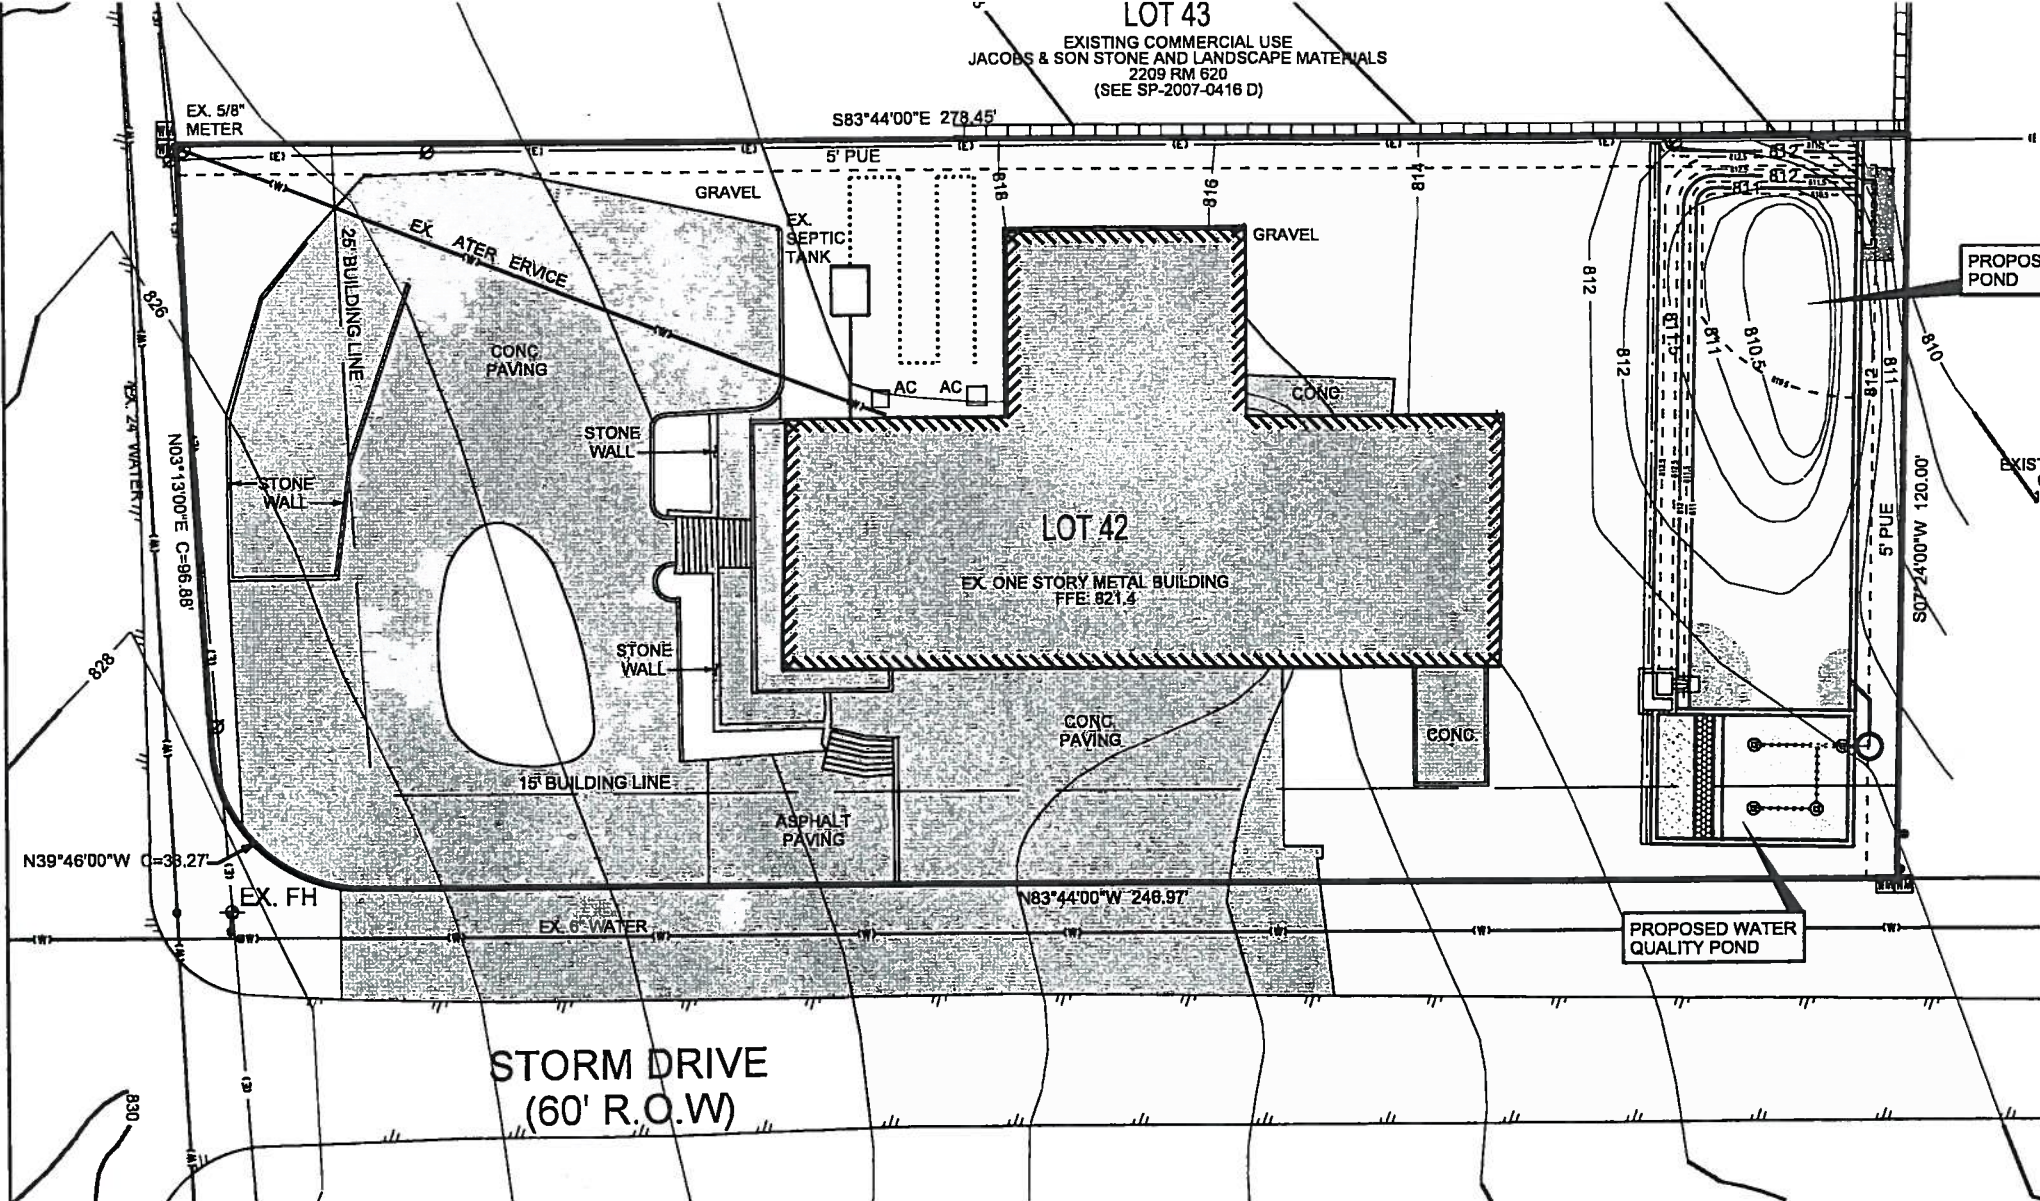 LOT 43
EXISTING COMMERCIAL USE
JACOBS & SON STONE AND LANDSCAPE MATERIALS
2209 RM 620
(SEE SP-2007-0416 D)
EX. 5/8"
METER
S83°44'00"E 278.45'
5' PUE
GRAVEL
EX.
SEPTIC
TANK
GRAVEL
818
816
814
812
812
811
812
812
811.5
811
810.5
812
811
810
PROPOS
POND
EX. ATER ERVICE
25' BUILDING LINE
826
CONC
PAVING
AC
AC
CONC.
STONE
WALL
STONE
WALL
EX. 24" WATER
N03°13'00"E C=96.88'
LOT 42
EX. ONE STORY METAL BUILDING
FFE: 821.4
EXIST
5' PUE
S07°24'00"W 120.00'
STONE
WALL
828
CONC.
PAVING
CONC.
15' BUILDING LINE
ASPHALT
PAVING
N39°46'00"W C=33.27'
EX. FH
N83°44'00"W 246.97'
EX. 6" WATER
PROPOSED WATER
QUALITY POND
STORM DRIVE
(60' R.O.W)
830